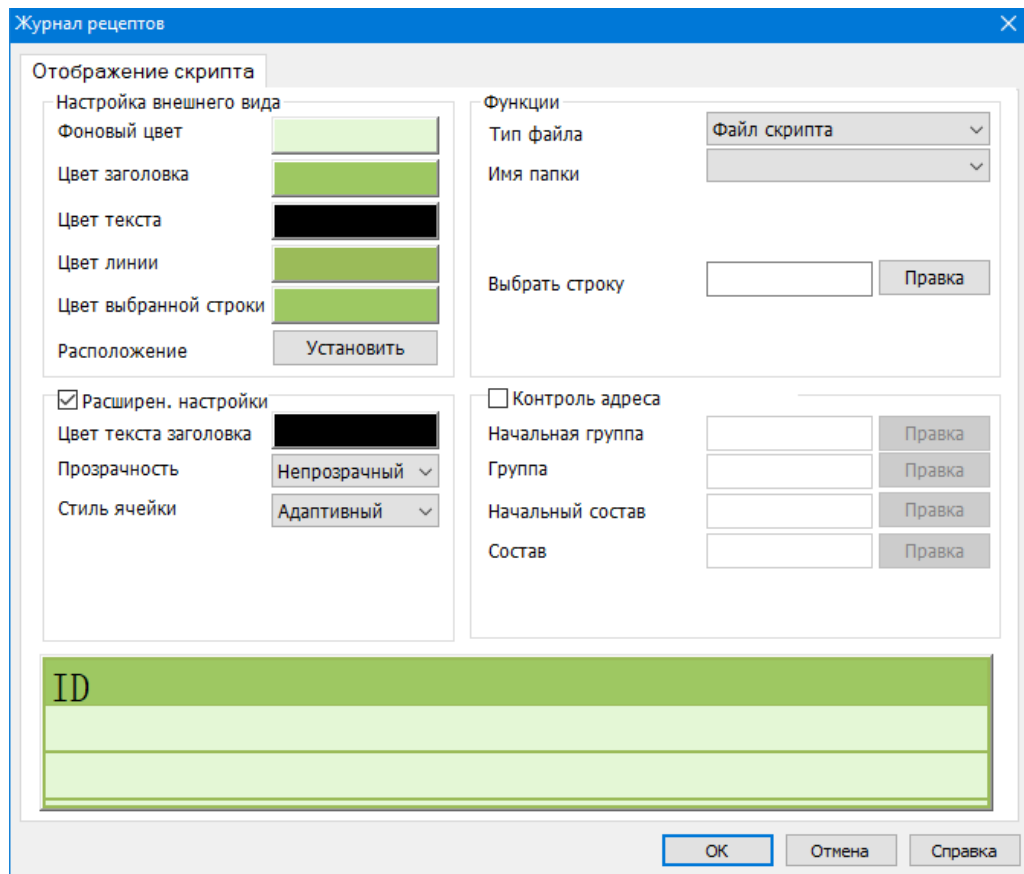 Журнал рецептов
Отображение скрипта
Настройка внешнего вида
Фоновый цвет
Цвет заголовка
Цвет текста
Цвет линии
Цвет выбранной строки
Расположение
Установить
Функции
Тип файла
Файл скрипта
Имя папки
Выбрать строку
Правка
Расширен. настройки
Цвет текста заголовка
Прозрачность
Непрозрачный
Стиль ячейки
Адаптивный
Контроль адреса
Начальная группа
Правка
Группа
Правка
Начальный состав
Правка
Состав
Правка
ID
OK
Отмена
Справка